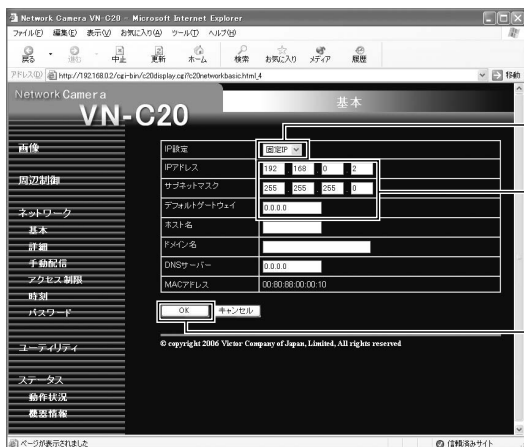 Network Camera VN-C20 - Microsoft Internet Explorer
ファイル(F) 編集(E) 表示(V) お気に入り(A) ツール(T) ヘルプ(H)
戻る 進む 中止 更新 ホーム 検索 お気に入り メディア 履歴
アドレス(D) http://192.168.0.2/cgi-bin/c20display.cgi?c20networkbasic.html_4 移動
Network Camera
VN-C20
基本
画像
周辺制御
ネットワーク
基本
詳細
手動配信
アクセス制限
時刻
パスワード
ユーティリティ
ステータス
動作状況
機器情報
IP設定 固定IP
IPアドレス 192 . 168 . 0 . 2
サブネットマスク 255 . 255 . 255 . 0
デフォルトゲートウェイ 0.0.0.0
ホスト名
ドメイン名
DNSサーバー 0.0.0.0
MACアドレス 00:80:88:00:00:10
OK キャンセル
© copyright 2006 Victor Company of Japan, Limited, All rights reserved
ページが表示されました 信頼済みサイト